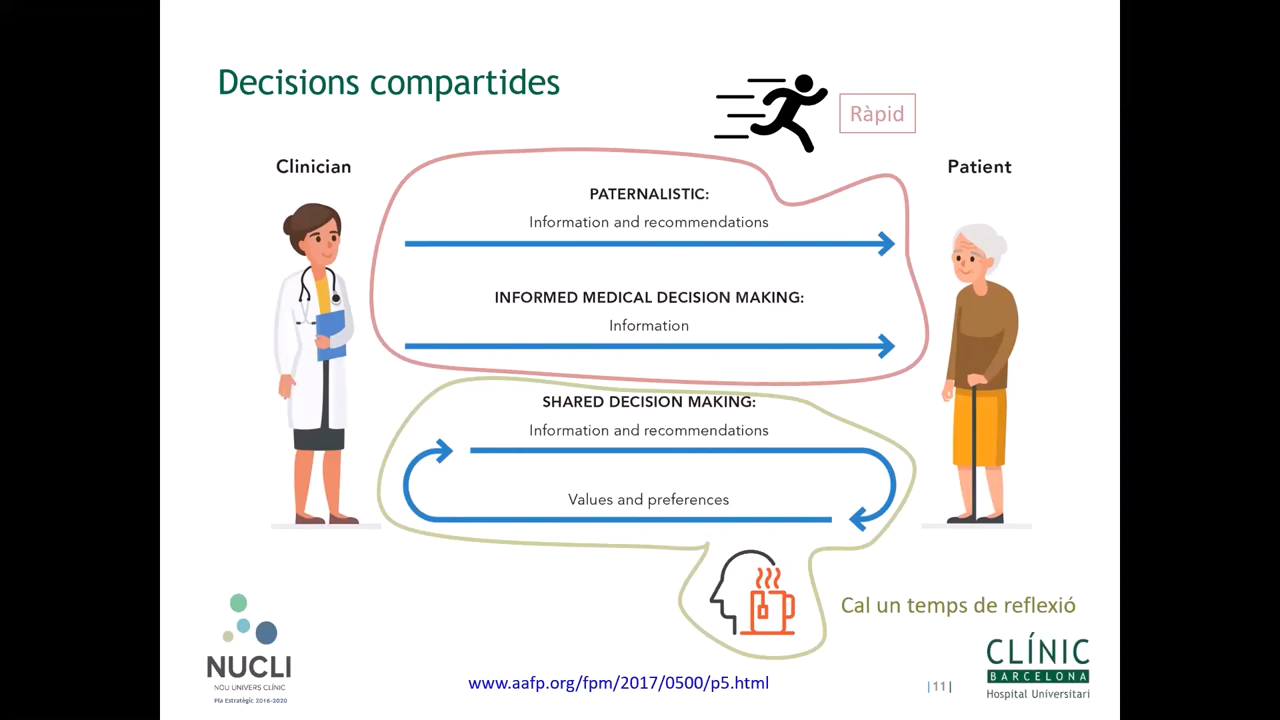 Decisions compartides
Ràpid
Clinician
Patient
PATERNALISTIC:
Information and recommendations
INFORMED MEDICAL DECISION MAKING:
Information
SHARED DECISION MAKING:
Information and recommendations
Values and preferences
Cal un temps de reflexió
NUCLI
NOU UNIVERS CLÍNIC
Pla Estratègic 2016-2020
www.aafp.org/fpm/2017/0500/p5.html
|11|
CLÍNIC
BARCELONA
Hospital Universitari